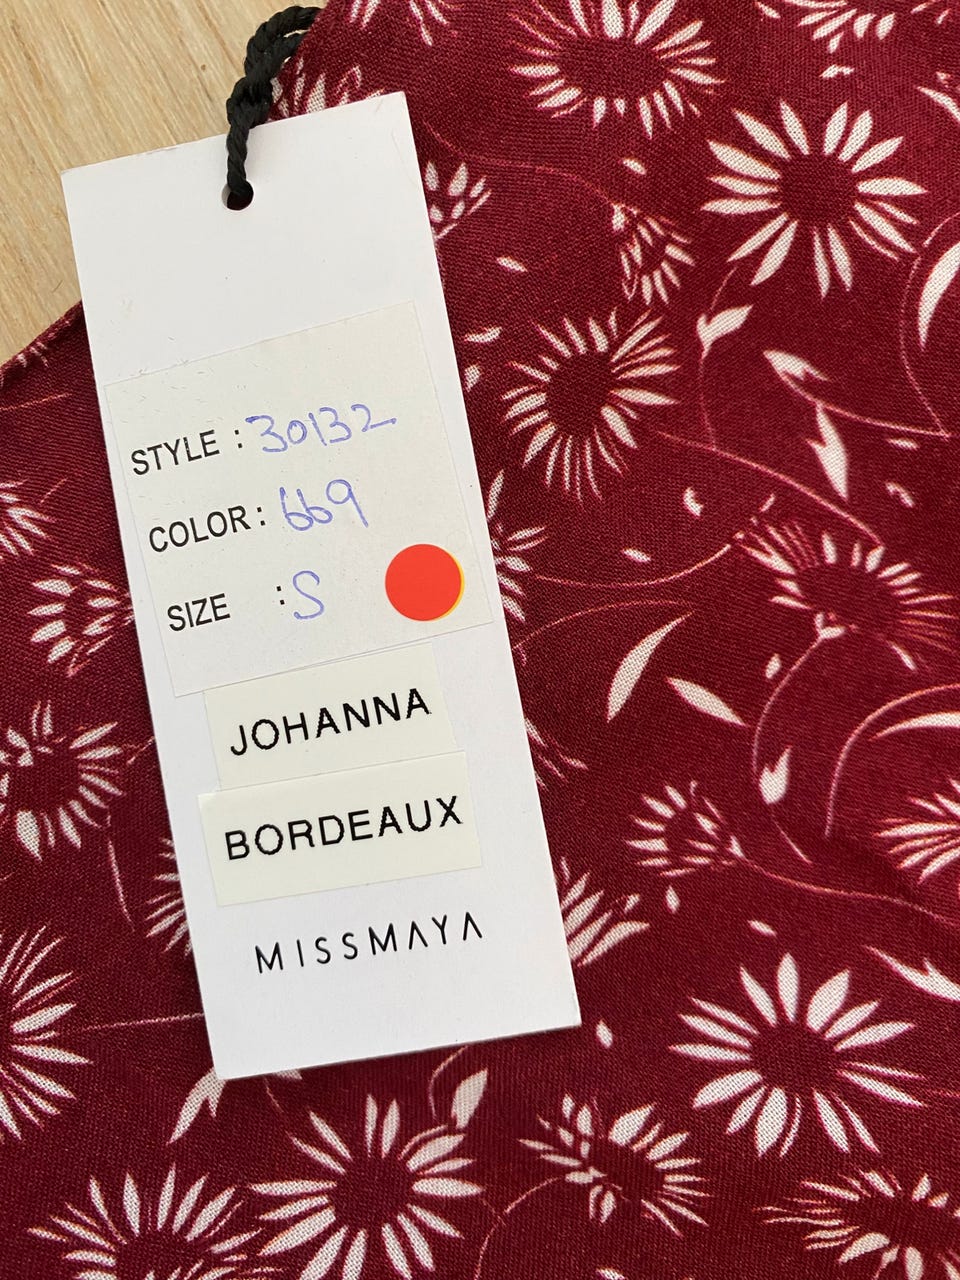 STYLE : 30132
COLOR : 669
SIZE : S
JOHANNA
BORDEAUX
MISSMAYA